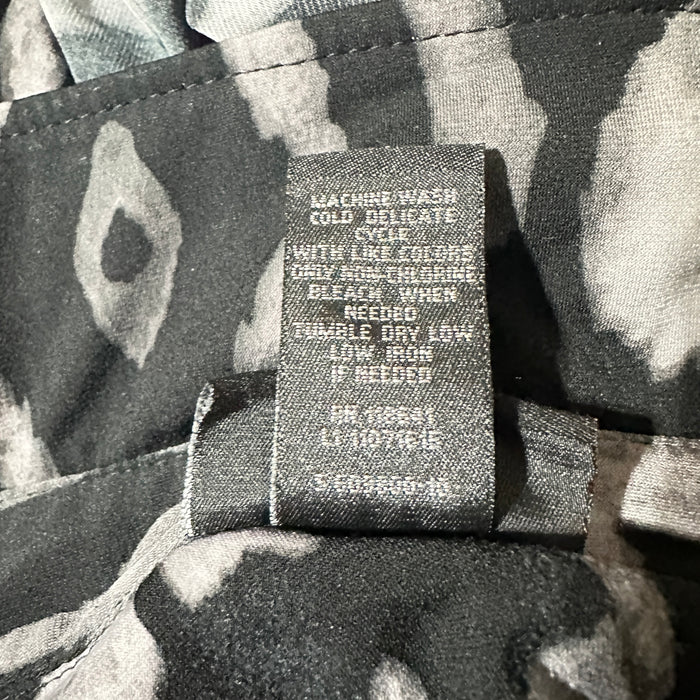 MACHINE WASH
COLD DELICATE
CYCLE
WITH LIKE COLORS
ONLY NON CHLORINE
BLEACH WHEN
NEEDED
TUMBLE DRY LOW
LOW IRON
IF NEEDED